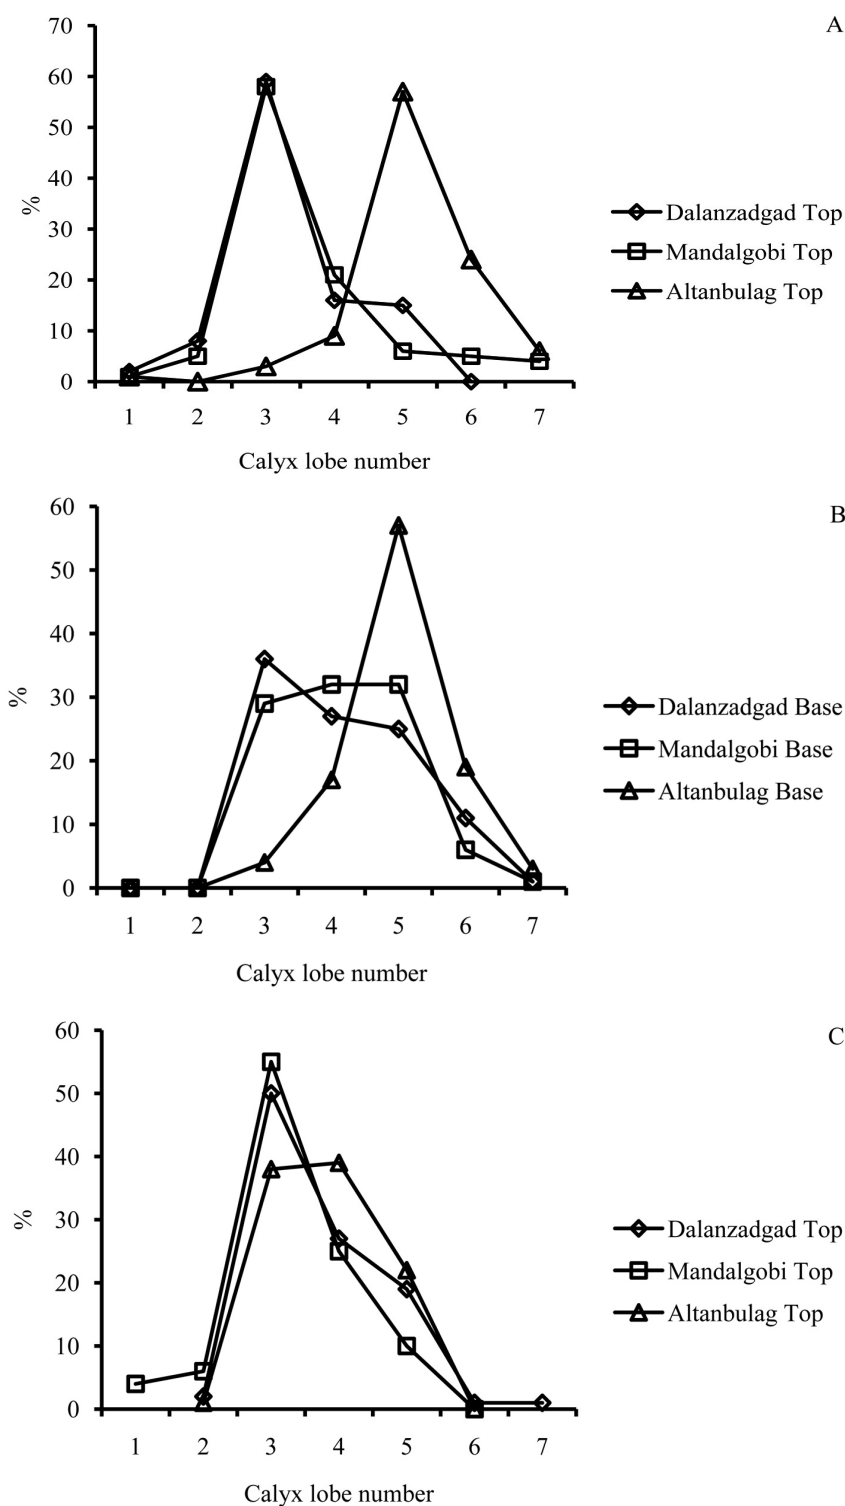 A
70
60
50
40
30
20
10
0
%
1 2 3 4 5 6 7
Calyx lobe number
Dalanzadgad Top
Mandalgobi Top
Altanbulag Top
B
60
50
40
30
20
10
0
%
1 2 3 4 5 6 7
Calyx lobe number
Dalanzadgad Base
Mandalgobi Base
Altanbulag Base
C
60
50
40
30
20
10
0
%
1 2 3 4 5 6 7
Calyx lobe number
Dalanzadgad Top
Mandalgobi Top
Altanbulag Top